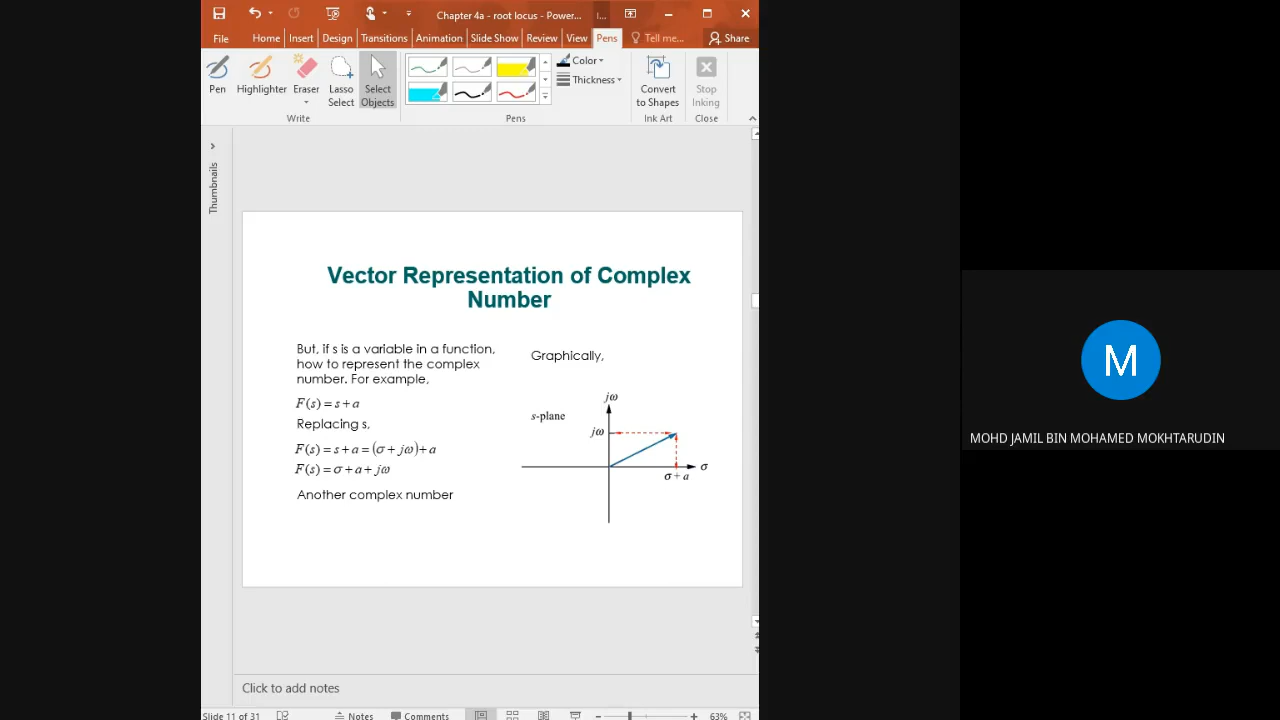 Chapter 4a - root locus - Power...
I...
File
Home
Insert
Design
Transitions
Animation
Slide Show
Review
View
Pens
Tell me...
Share
Pen
Highlighter
Eraser
Lasso
Select
Select
Objects
Color
Thickness
Convert
to Shapes
Stop
Inking
Write
Pens
Ink Art
Close
Thumbnails
Vector Representation of Complex
Number
But, if s is a variable in a function,
how to represent the complex
number. For example,
F(s) = s + a
Replacing s,
F(s) = s + a = (σ + jω) + a
F(s) = σ + a + jω
Another complex number
Graphically,
jω
s-plane
jω
σ
σ + a
Click to add notes
Slide 11 of 31
Notes
Comments
63%
M
MOHD JAMIL BIN MOHAMED MOKHTARUDIN